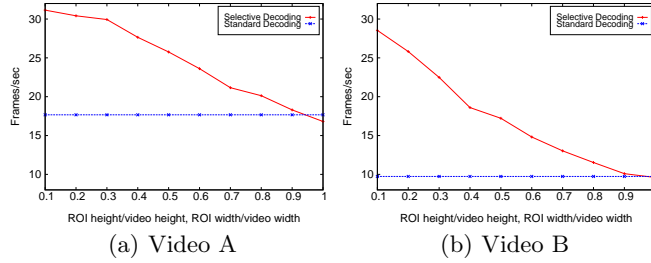 Selective Decoding
Standard Decoding
Frames/sec
30
25
20
15
10
0.1 0.2 0.3 0.4 0.5 0.6 0.7 0.8 0.9 1
ROI height/video height, ROI width/video width
(a) Video A
Selective Decoding
Standard Decoding
Frames/sec
30
25
20
15
10
0.1 0.2 0.3 0.4 0.5 0.6 0.7 0.8 0.9
ROI height/video height, ROI width/video width
(b) Video B